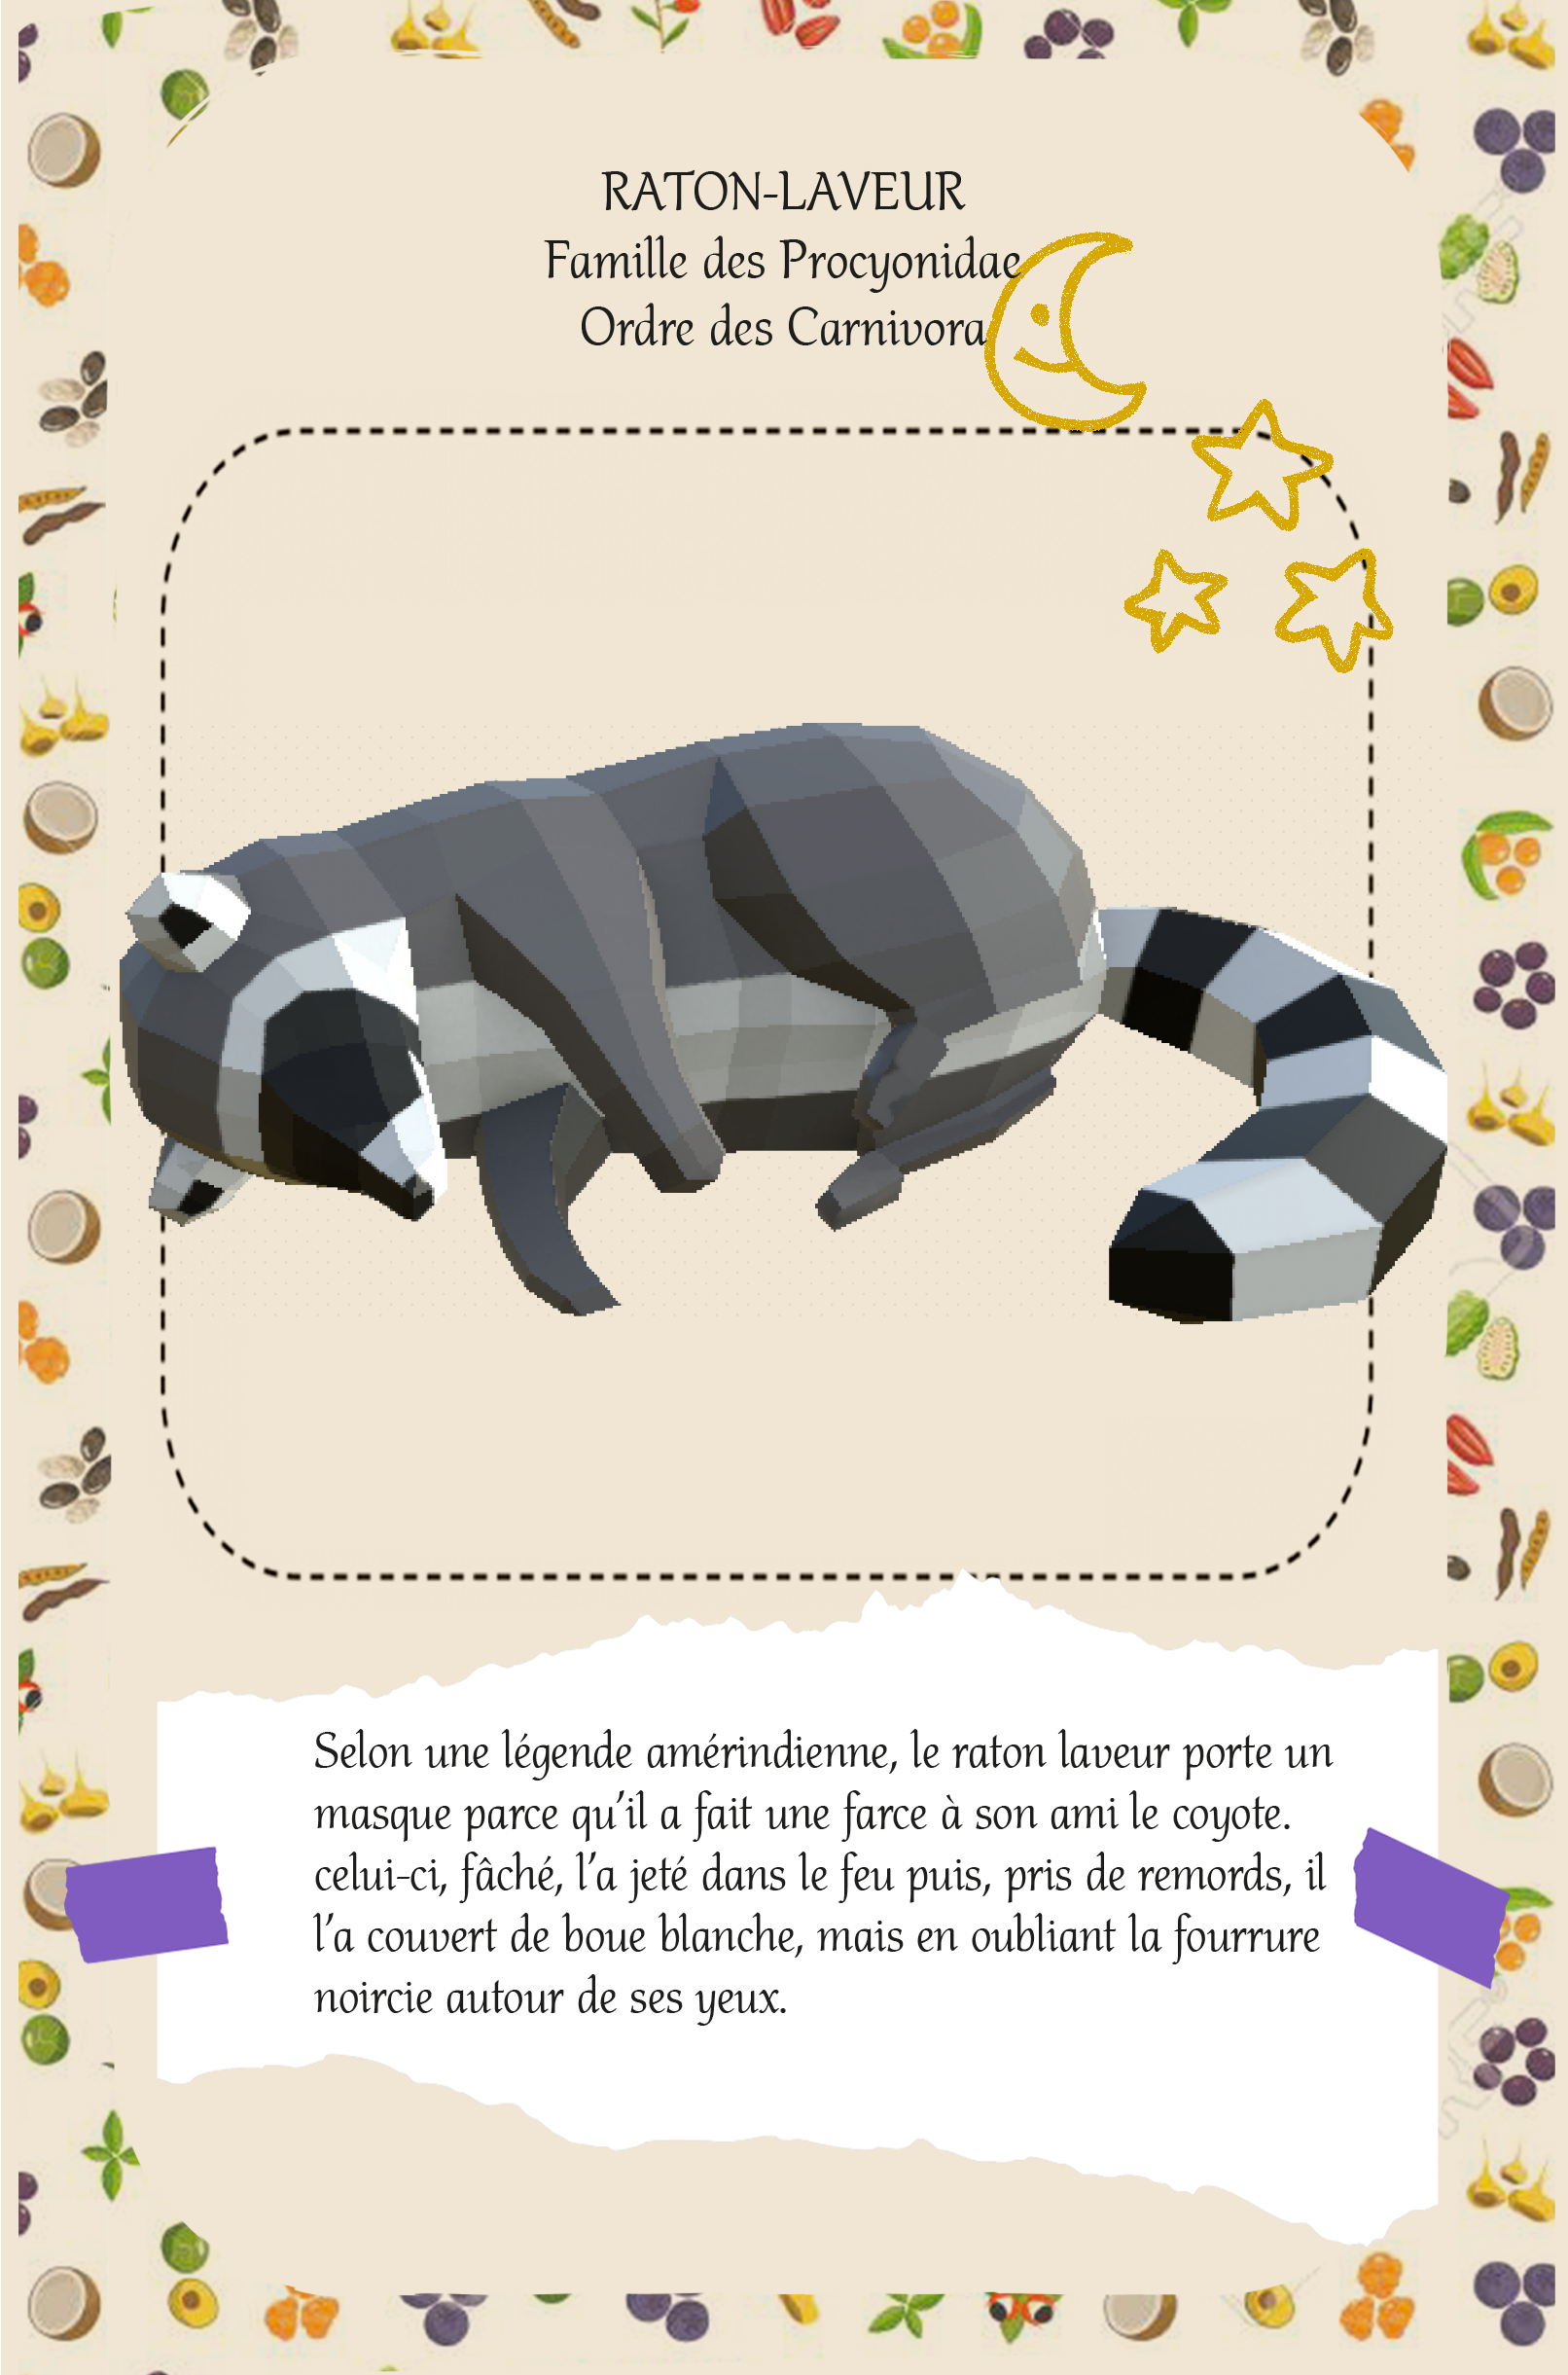 RATON-LAVEUR
Famille des Procyonidae
Ordre des Carnivora
Selon une légende amérindienne, le raton laveur porte un
masque parce qu'il a fait une farce à son ami le coyote.
celui-ci, fâché, l'a jeté dans le feu puis, pris de remords, il
l'a couvert de boue blanche, mais en oubliant la fourrure
noircie autour de ses yeux.